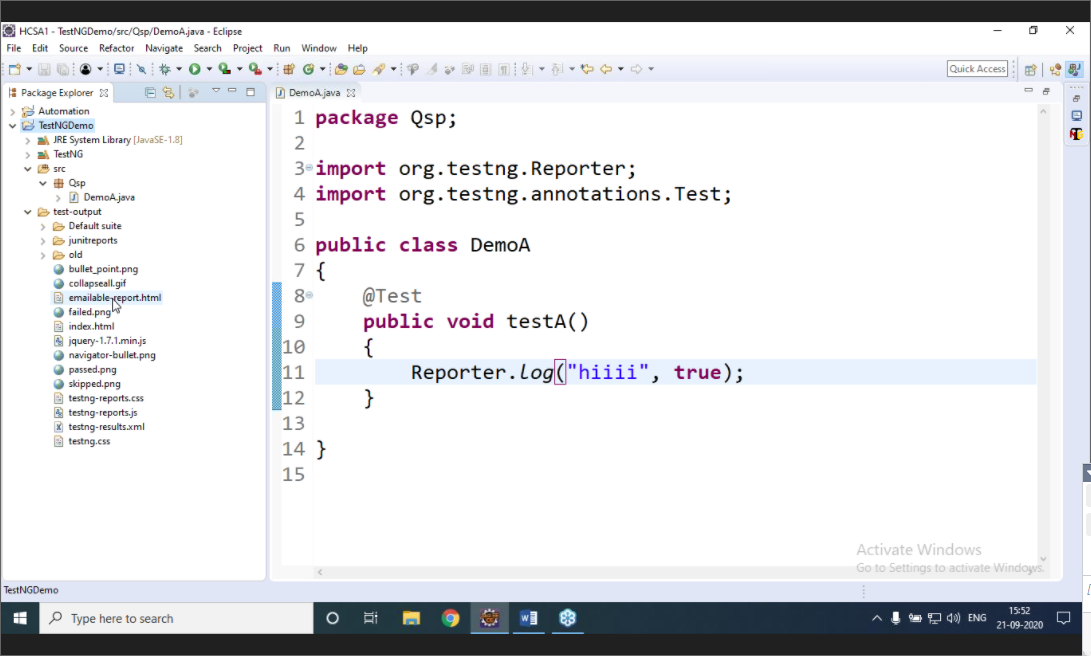 HCSA1 - TestNGDemo/src/Qsp/DemoA.java - Eclipse
File Edit Source Refactor Navigate Search Project Run Window Help
Quick Access
Package Explorer
Automation
TestNGDemo
JRE System Library [JavaSE-1.8]
TestNG
src
Qsp
DemoA.java
test-output
Default suite
junitreports
old
bullet_point.png
collapseall.gif
emailable-report.html
failed.png
index.html
jquery-1.7.1.min.js
navigator-bullet.png
passed.png
skipped.png
testng-reports.css
testng-reports.js
testng-results.xml
testng.css
DemoA.java
1 package Qsp;
2
3 import org.testng.Reporter;
4 import org.testng.annotations.Test;
5
6 public class DemoA
7 {
8 @Test
9 public void testA()
10 {
11 Reporter.log("hiiii", true);
12 }
13
14 }
15
Activate Windows
Go to Settings to activate Windows.
TestNGDemo
Type here to search
ENG
15:52
21-09-2020